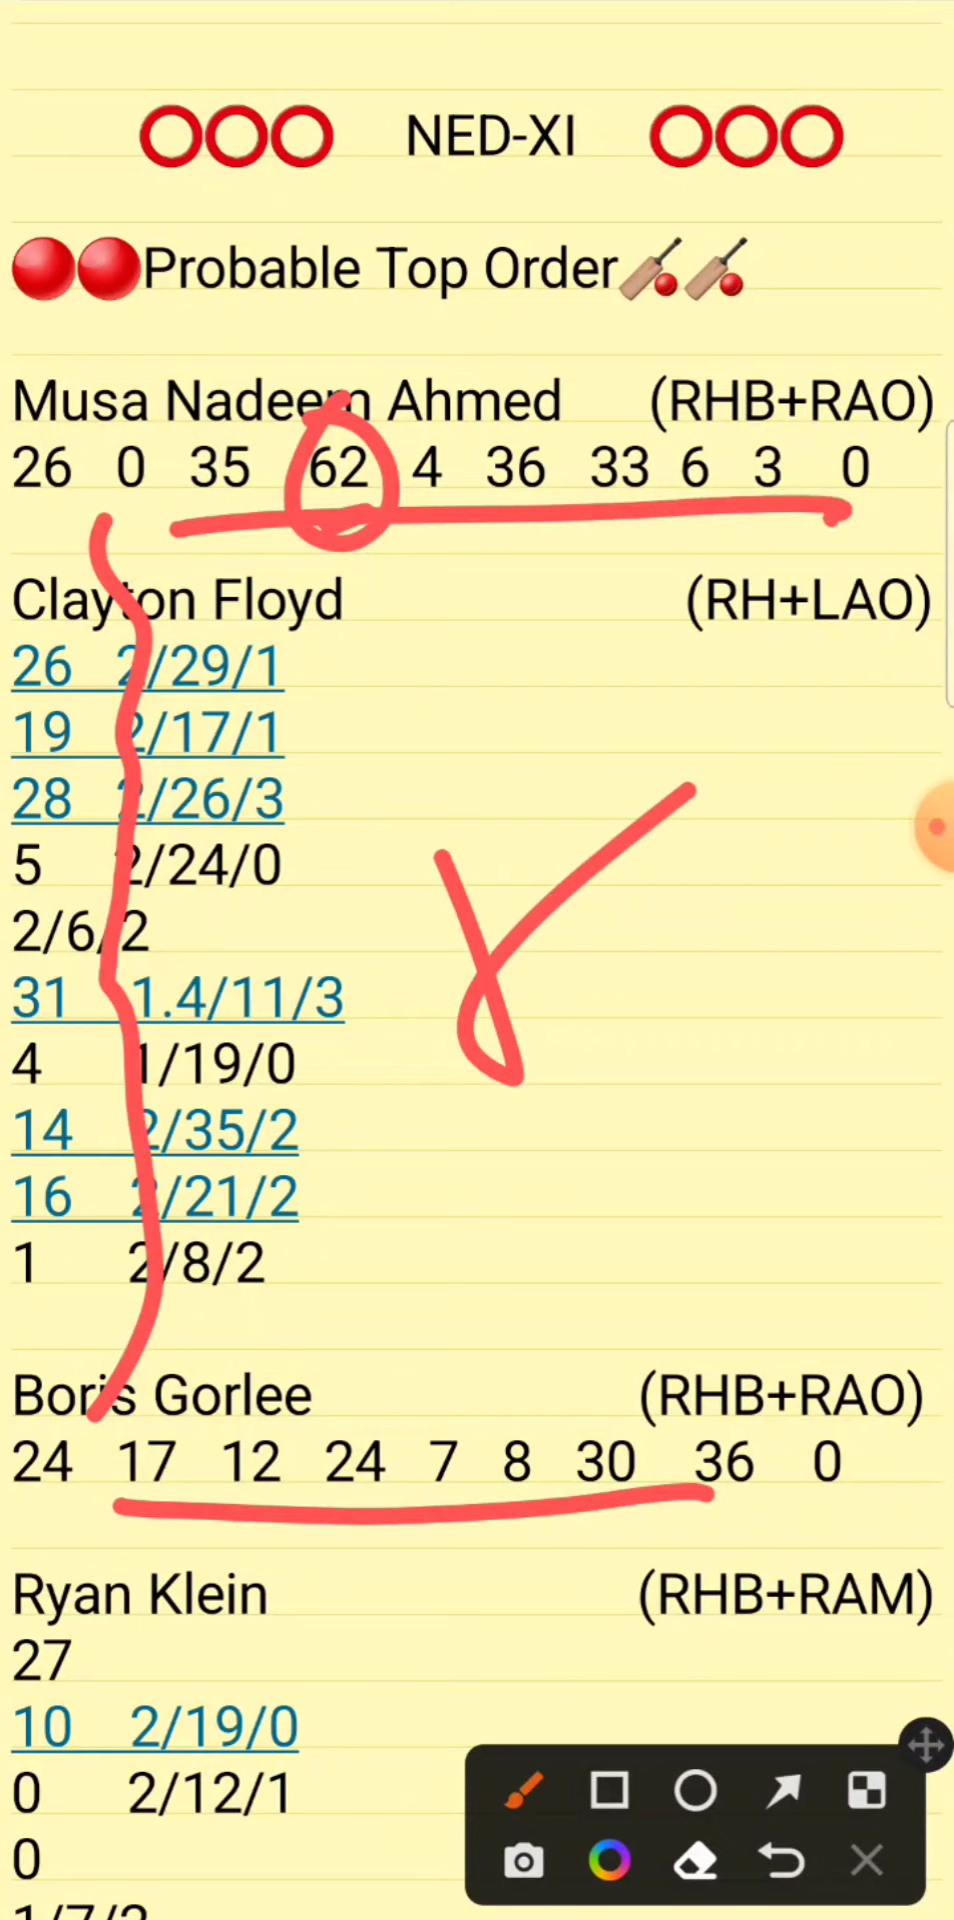 ⭕⭕⭕ NED-XI ⭕⭕⭕
🔴🔴Probable Top Order🏏🏏
Musa Nadeem Ahmed (RHB+RAO)
26 0 35 62 4 36 33 6 3 0
Clayton Floyd (RH+LAO)
26 2/29/1
19 2/17/1
28 2/26/3
5 2/24/0
2/6/2
31 1.4/11/3
4 1/19/0
14 2/35/2
16 2/21/2
1 2/8/2
Boris Gorlee (RHB+RAO)
24 17 12 24 7 8 30 36 0
Ryan Klein (RHB+RAM)
27
10 2/19/0
0 2/12/1
0